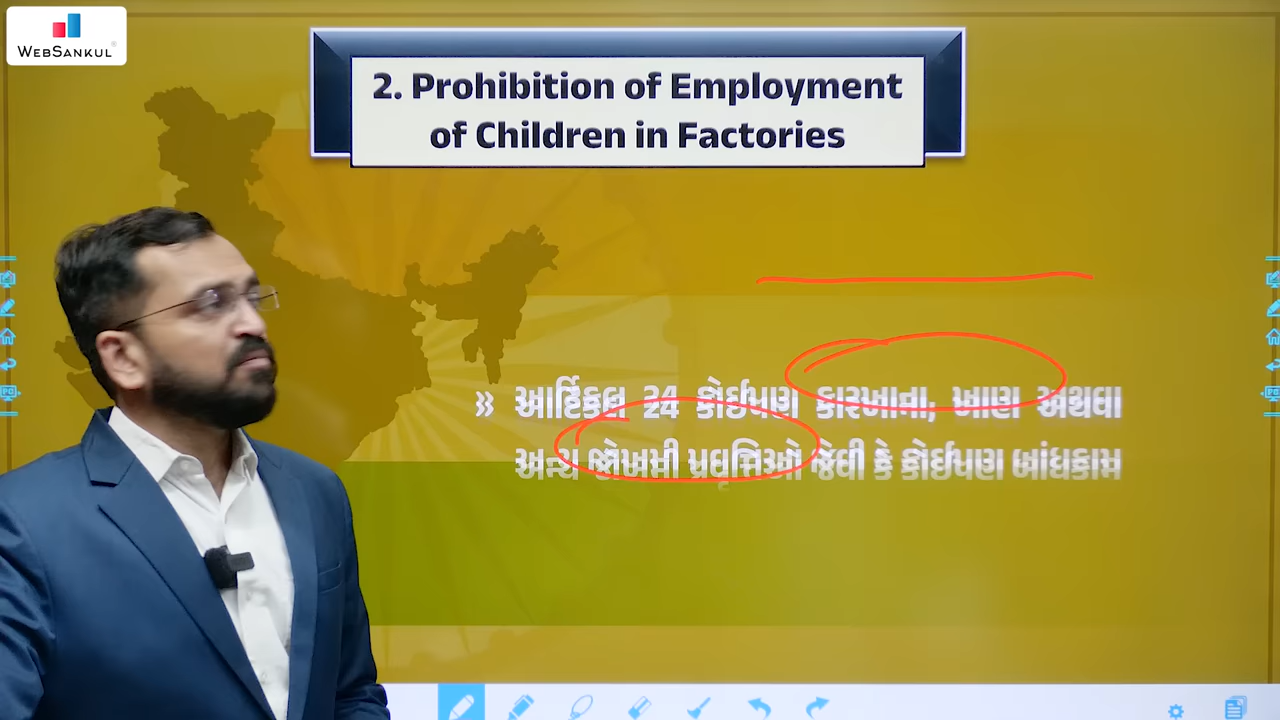 WEBSANKUL
2. Prohibition of Employment
of Children in Factories
» આર્ટિકલ 24 કોઈપણ કારખાના, ખાણ અથવા
અન્ય જોખમી પ્રવૃત્તિઓ જેવી કે કોઈપણ બાંધકામ